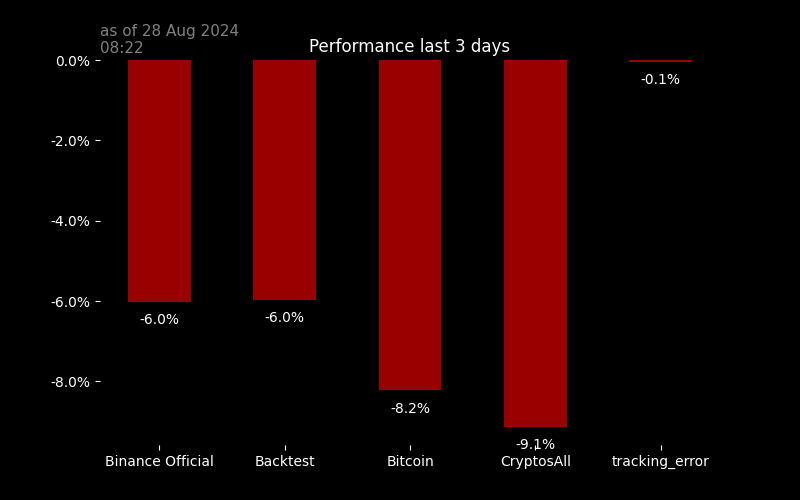 as of 28 Aug 2024
08:22
Performance last 3 days
0.0%
-2.0%
-4.0%
-6.0%
-8.0%
-6.0%
-6.0%
-8.2%
-9.1%
-0.1%
Binance Official
Backtest
Bitcoin
CryptosAll
tracking_error